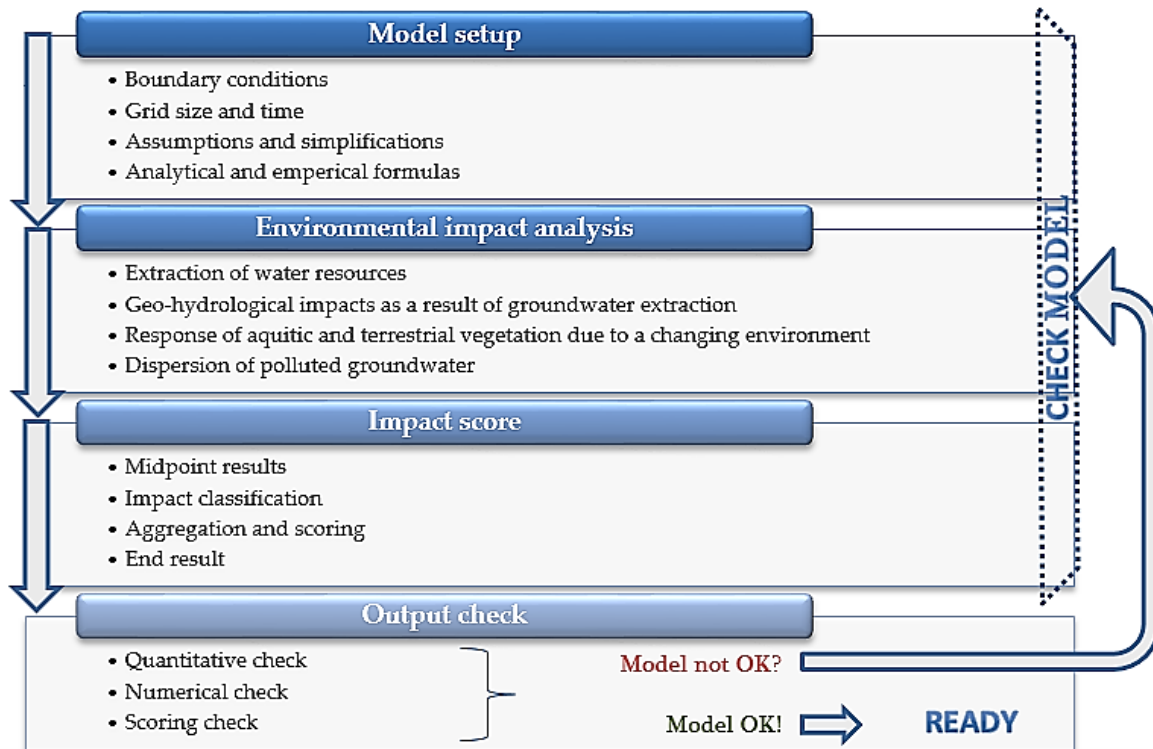 Model setup
• Boundary conditions
• Grid size and time
• Assumptions and simplifications
• Analytical and emperical formulas
Environmental impact analysis
• Extraction of water resources
• Geo-hydrological impacts as a result of groundwater extraction
• Response of aquitic and terrestrial vegetation due to a changing environment
• Dispersion of polluted groundwater
Impact score
• Midpoint results
• Impact classification
• Aggregation and scoring
• End result
CHECK MODEL
Output check
• Quantitative check
• Numerical check
• Scoring check
Model not OK?
Model OK!
READY